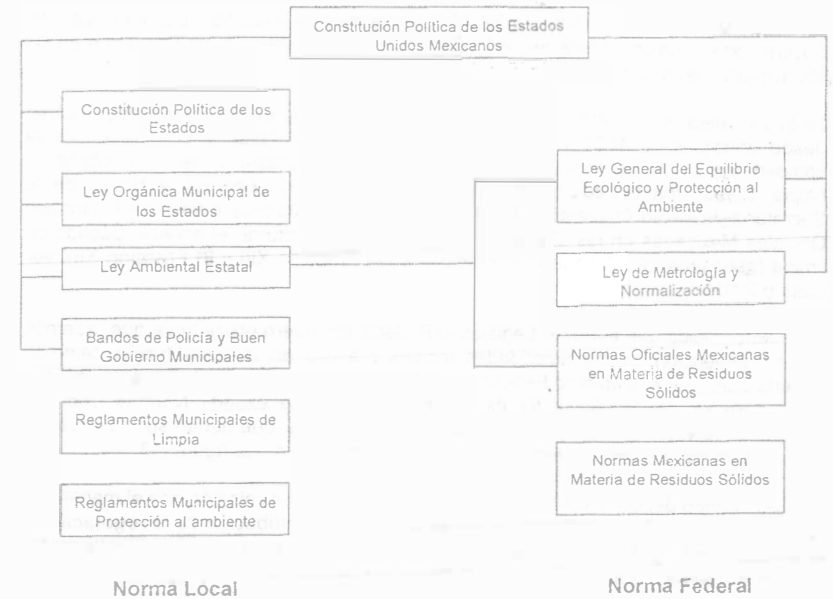 Constitución Política de los Estados
Unidos Mexicanos
Constitución Política de los
Estados
Ley Orgánica Municipal de
los Estados
Ley Ambiental Estatal
Bandos de Policía y Buen
Gobierno Municipales
Reglamentos Municipales de
Limpia
Reglamentos Municipales de
Protección al ambiente
Norma Local
Ley General del Equilibrio
Ecológico y Protección al
Ambiente
Ley de Metrología y
Normalización
Normas Oficiales Mexicanas
en Materia de Residuos
Sólidos
Normas Mexicanas en
Materia de Residuos Sólidos
Norma Federal